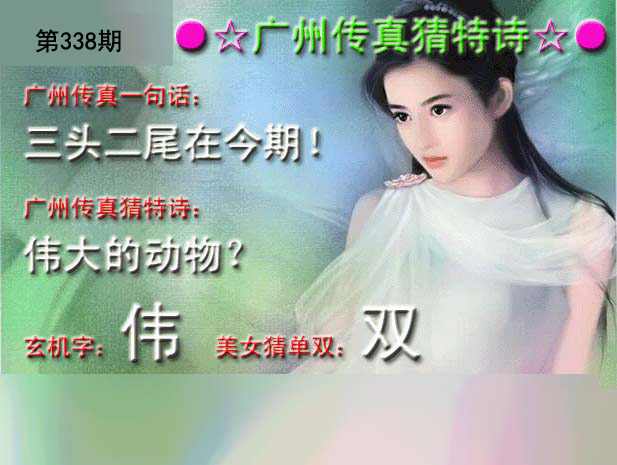 第338期
●☆广州传真猜特诗☆●
广州传真一句话：
三头二尾在今期！
广州传真猜特诗：
伟大的动物？
玄机字：伟 美女猜单双：双